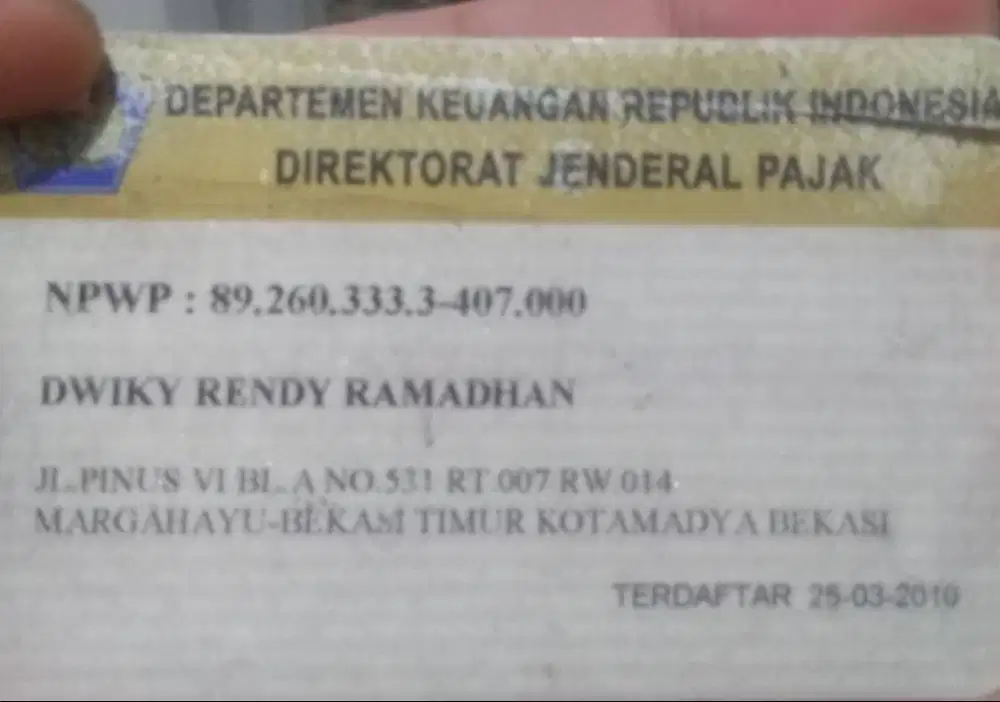 DEPARTEMEN KEUANGAN REPUBLIK INDONESIA
DIREKTORAT JENDERAL PAJAK
NPWP : 89.260.333.3-407.000
DWIKY RENDY RAMADHAN
JL.PINUS VI BL.A NO.531 RT.007 RW.014
MARGAHAYU-BEKASI TIMUR KOTAMADYA BEKASI
TERDAFTAR 25-03-2010